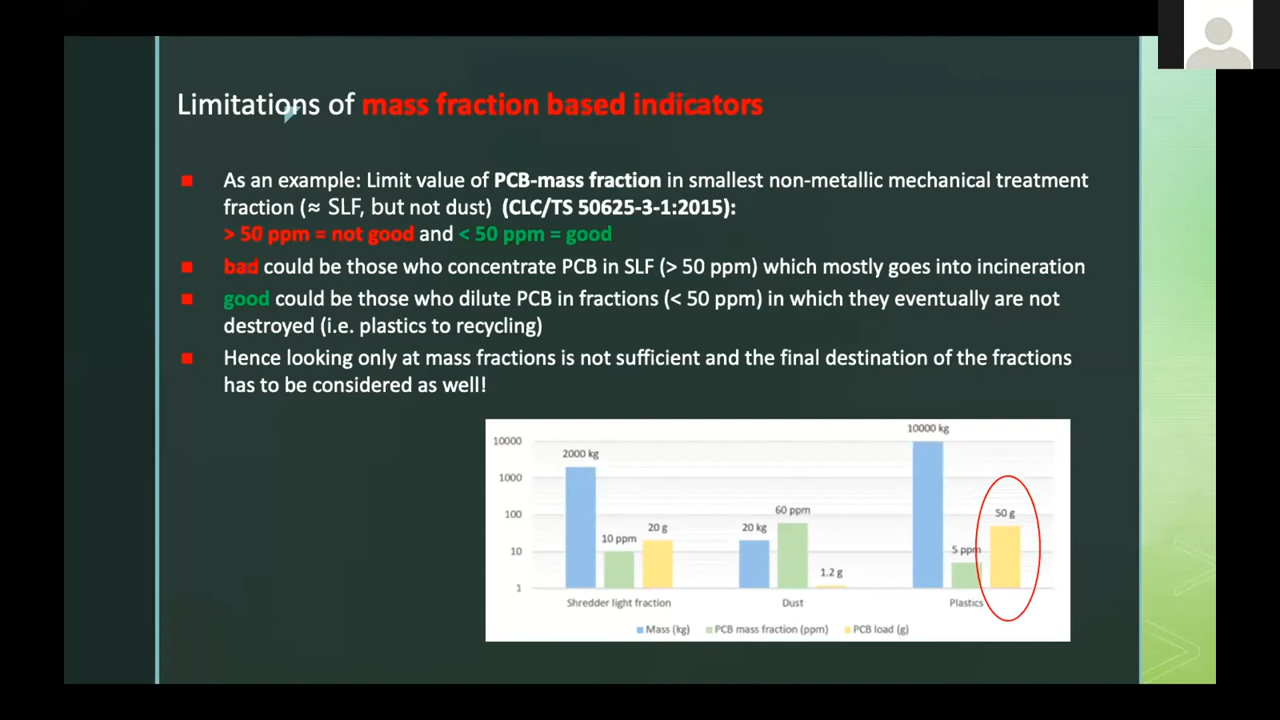 Limitations of mass fraction based indicators
As an example: Limit value of PCB-mass fraction in smallest non-metallic mechanical treatment
fraction (≈ SLF, but not dust) (CLC/TS 50625-3-1:2015):
> 50 ppm = not good and < 50 ppm = good
bad could be those who concentrate PCB in SLF (> 50 ppm) which mostly goes into incineration
good could be those who dilute PCB in fractions (< 50 ppm) in which they eventually are not
destroyed (i.e. plastics to recycling)
Hence looking only at mass fractions is not sufficient and the final destination of the fractions
has to be considered as well!
10000 kg
10000
2000 kg
1000
100
60 ppm
50 g
20 g
10 ppm
20 kg
10
5 ppm
1.2 g
1
Shredder light fraction
Dust
Plastics
Mass (kg)
PCB mass fraction (ppm)
PCB load (g)